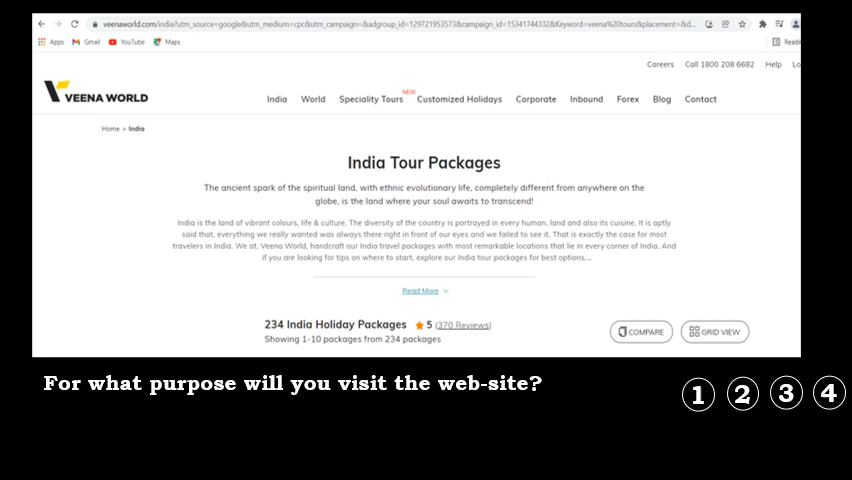 veenaworld.com/india?utm_source=google&utm_medium=cpc&utm_campaign=&adgroup_id=129721953573&campaign_id=15341744332&Keyword=veena%20tours&placement=&d...
Apps Gmail YouTube Maps Readi
Careers Call 1800 208 6682 Help Lo
VEENA WORLD
NEW
India World Speciality Tours Customized Holidays Corporate Inbound Forex Blog Contact
Home > India
India Tour Packages
The ancient spark of the spiritual land, with ethnic evolutionary life, completely different from anywhere on the
globe, is the land where your soul awaits to transcend!
India is the land of vibrant colours, life & culture. The diversity of the country is portrayed in every human, land and also its cuisine. It is aptly
said that, everything we really wanted was always there right in front of our eyes and we failed to see it. That is exactly the case for most
travelers in India. We at, Veena World, handcraft our India travel packages with most remarkable locations that lie in every corner of India. And
if you are looking for tips on where to start, explore our India tour packages for best options....
Read More
234 India Holiday Packages 5 (370 Reviews)
Showing 1-10 packages from 234 packages
COMPARE GRID VIEW
For what purpose will you visit the web-site?
1 2 3 4